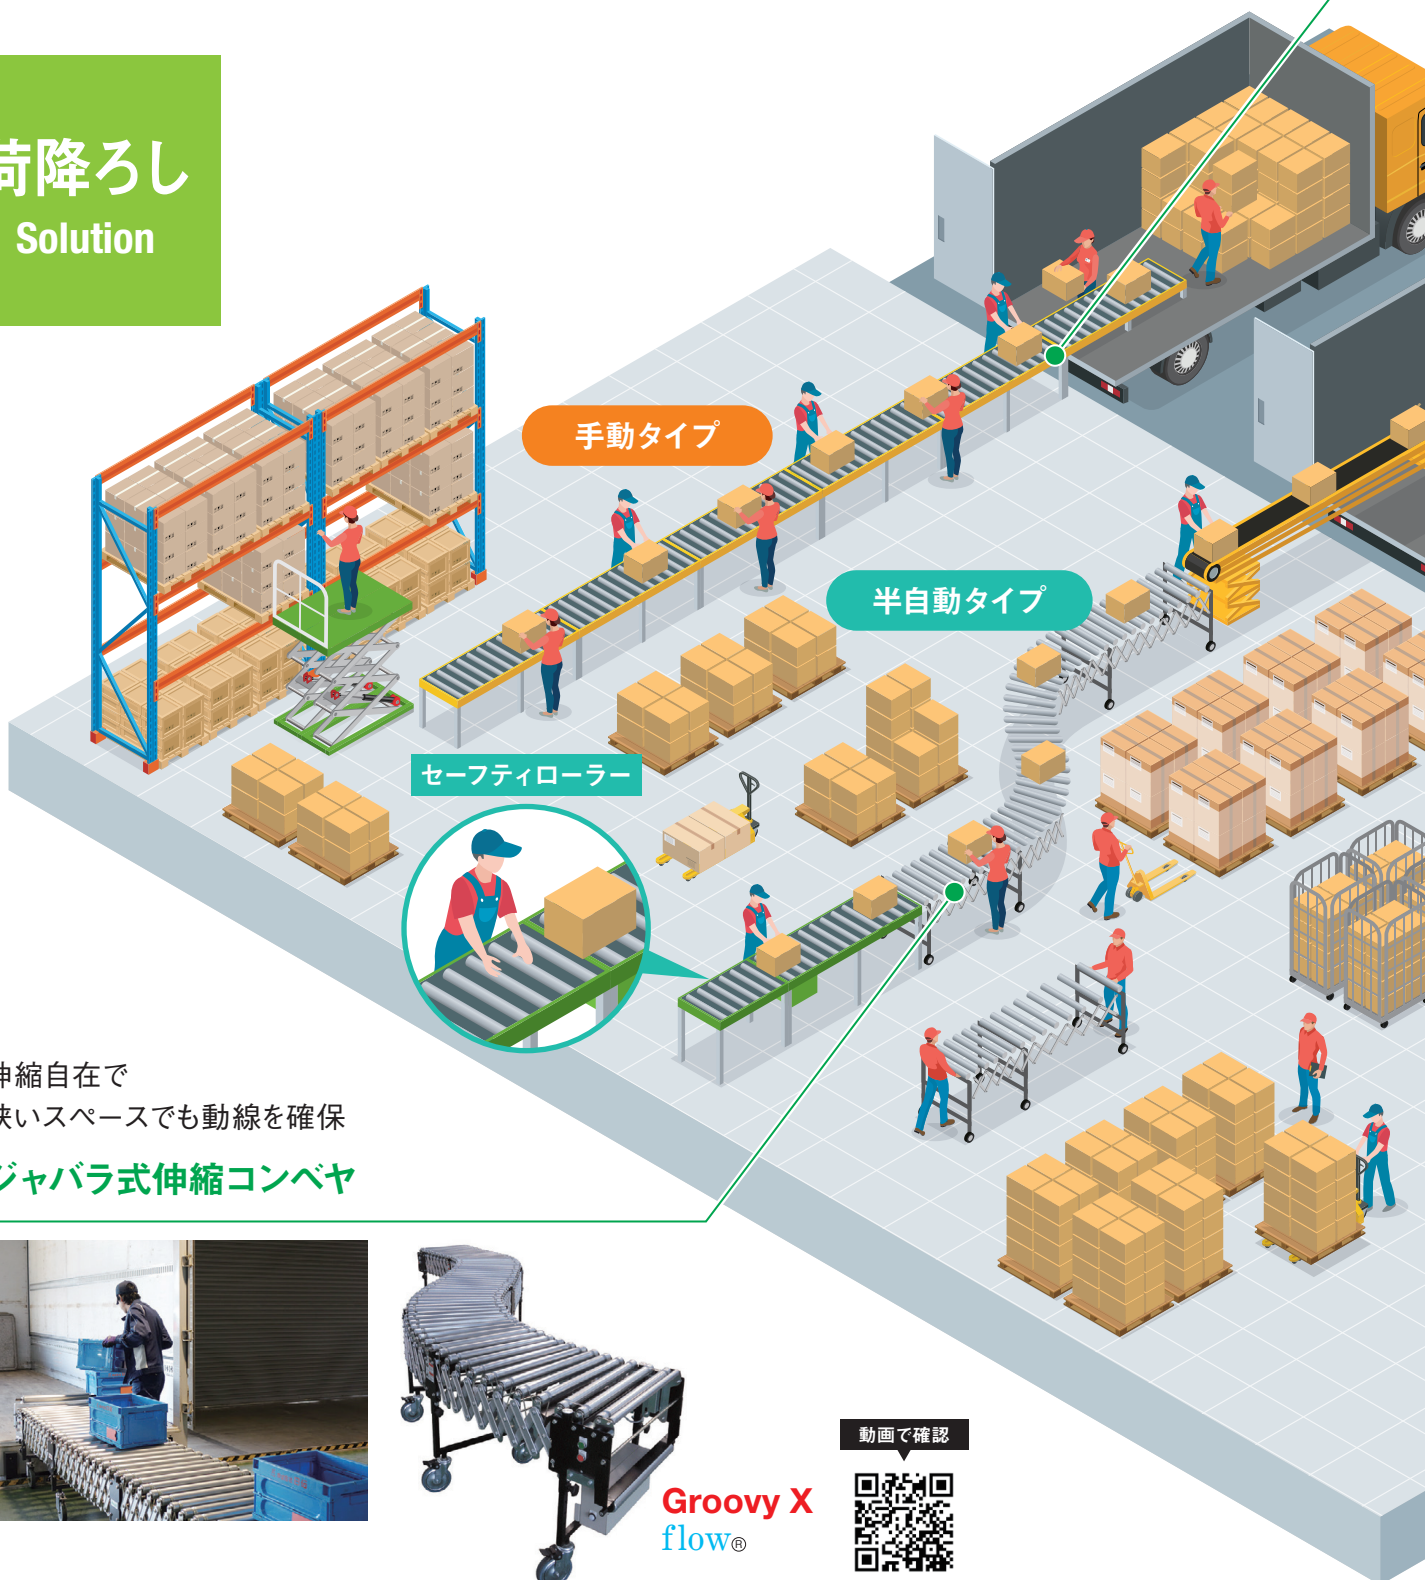 荷降ろし
Solution
手動タイプ
半自動タイプ
セーフティローラー
伸縮自在で
狭いスペースでも動線を確保
ジャバラ式伸縮コンベヤ
動画で確認
Groovy X
flow®